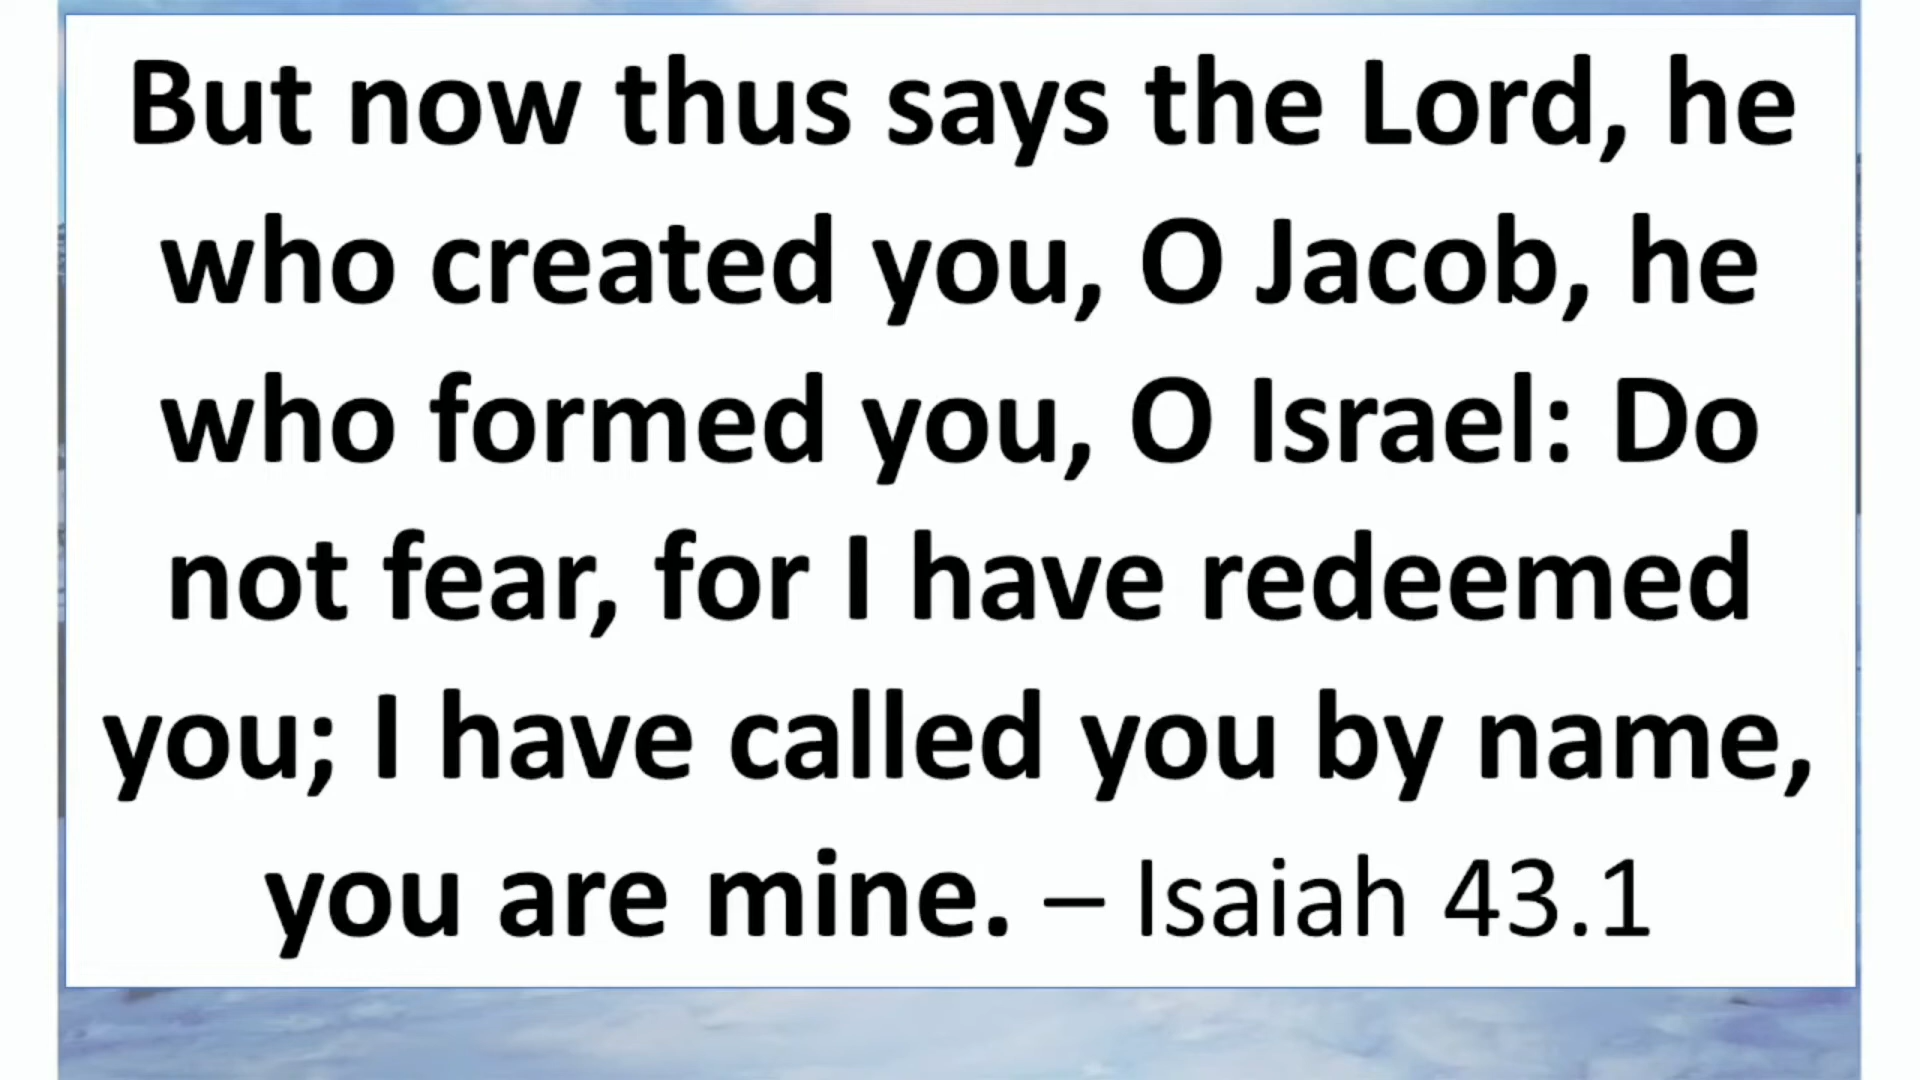 But now thus says the Lord, he
who created you, O Jacob, he
who formed you, O Israel: Do
not fear, for I have redeemed
you; I have called you by name,
you are mine. – Isaiah 43.1